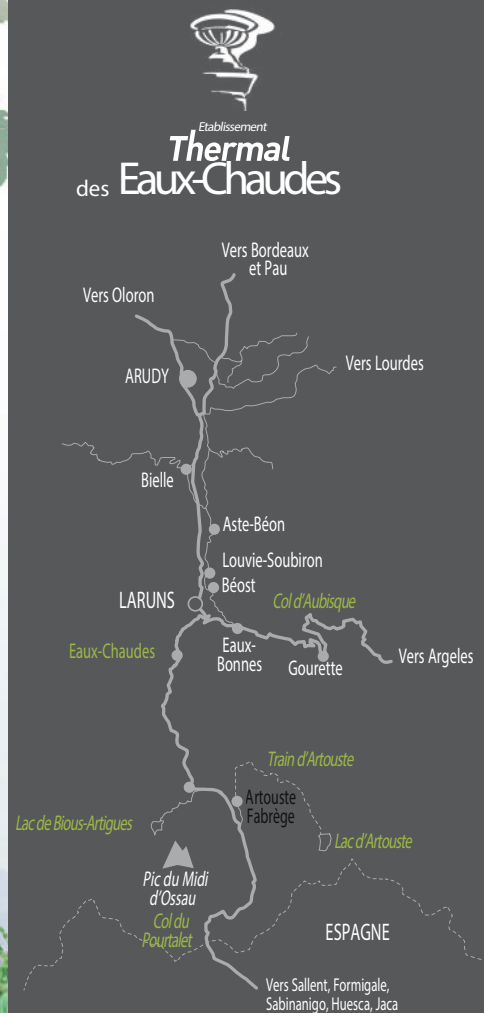 Etablissement
Thermal
des Eaux-Chaudes
Vers Bordeaux
et Pau
Vers Oloron
Vers Lourdes
ARUDY
Bielle
Aste-Béon
Louvie-Soubiron
Béost
LARUNS
Col d'Aubisque
Eaux-Chaudes
Eaux-
Bonnes
Gourette
Vers Argeles
Train d'Artouste
Artouste
Fabrège
Lac de Bious-Artigues
Lac d'Artouste
Pic du Midi
d'Ossau
Col du
Pourtalet
ESPAGNE
Vers Sallent, Formigale,
Sabinanigo, Huesca, Jaca